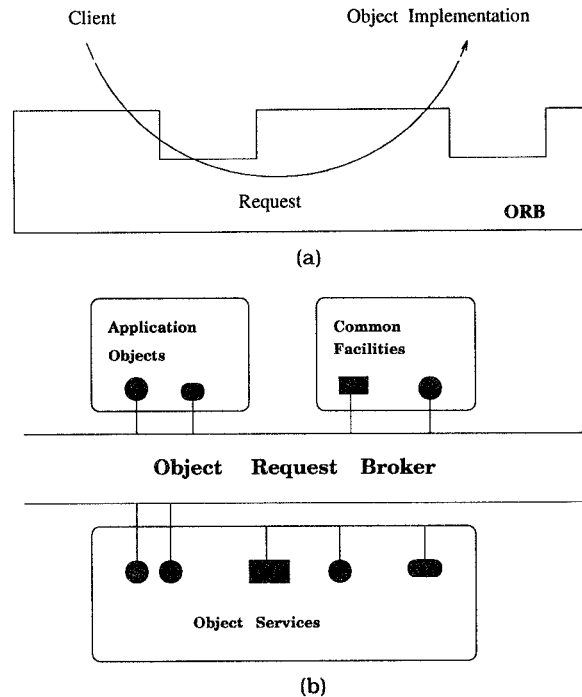 Client
Object Implementation
Request
ORB
(a)
Application
Objects
Common
Facilities
Object Request Broker
Object Services
(b)